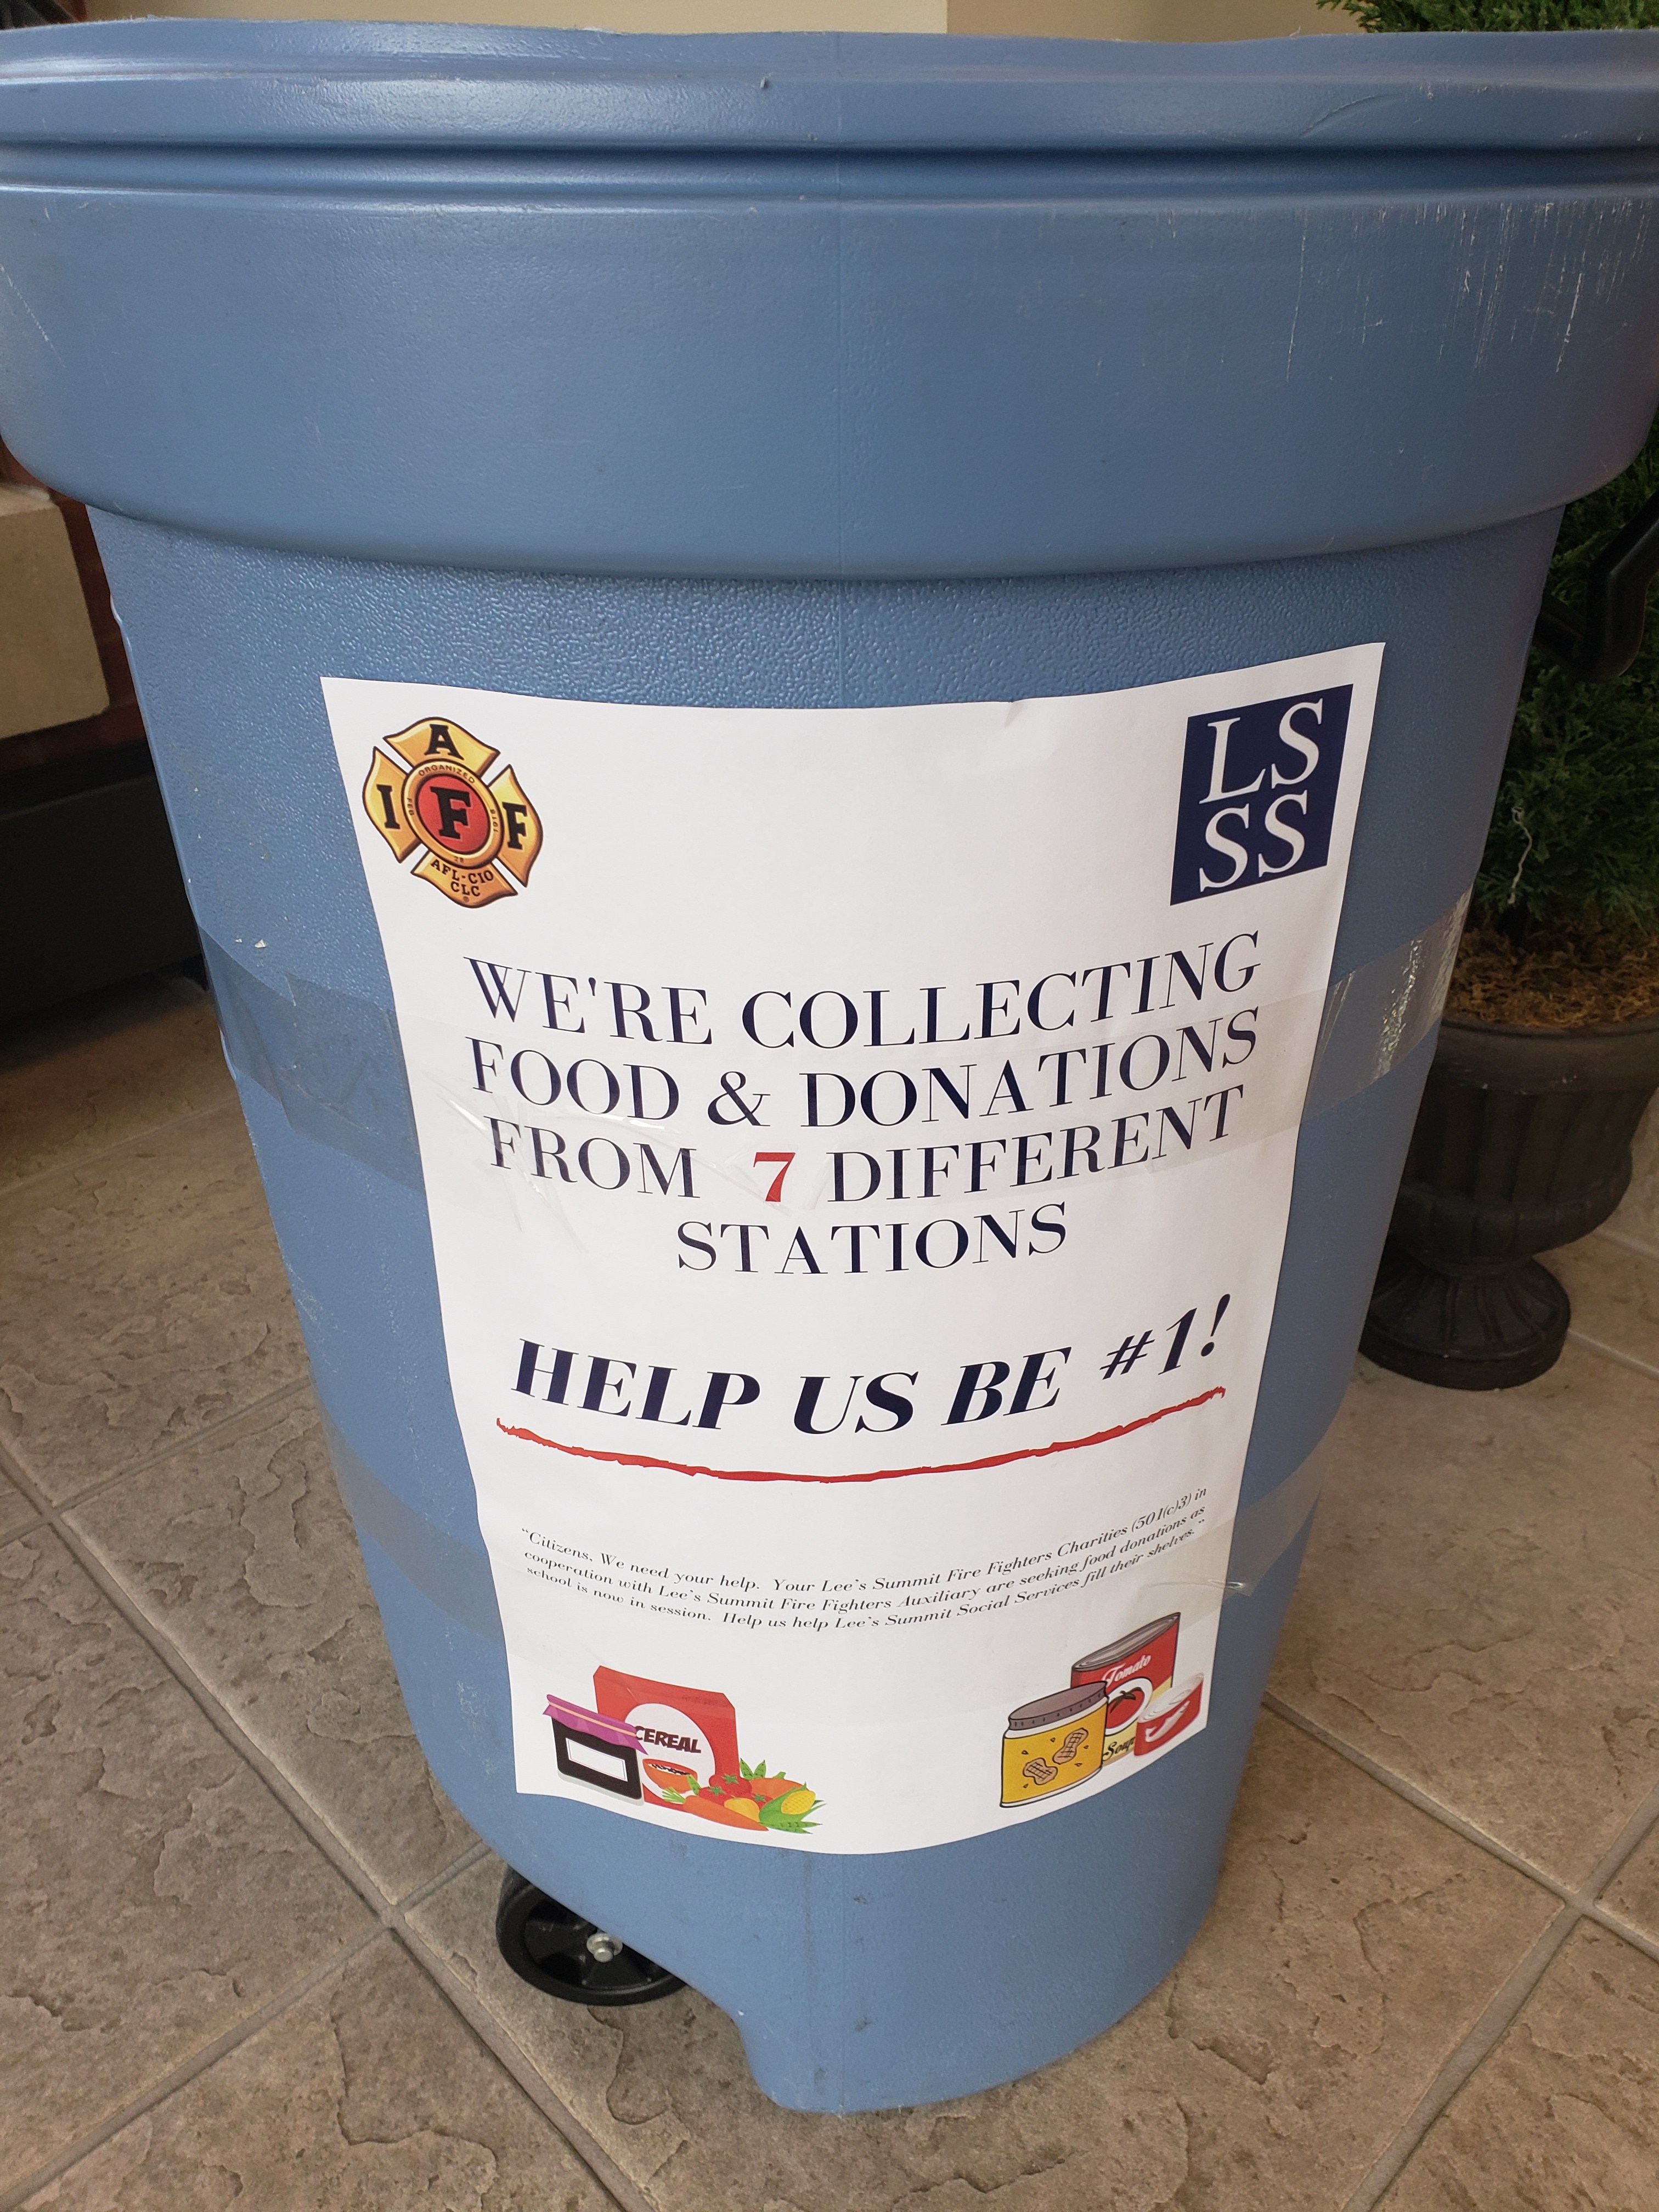 A
ORGANIZED
I F F
FEB 28 1918
AFL-CIO
CLC
LS
SS
WE'RE COLLECTING
FOOD & DONATIONS
FROM 7 DIFFERENT
STATIONS
HELP US BE #1!
"Citizens, We need your help. Your Lee's Summit Fire Fighters Charities (501(c)3) in
cooperation with Lee's Summit Fire Fighters Auxiliary are seeking food donations as
school is now in session. Help us help Lee's Summit Social Services fill their shelves."
CEREAL
Tomato
Soup